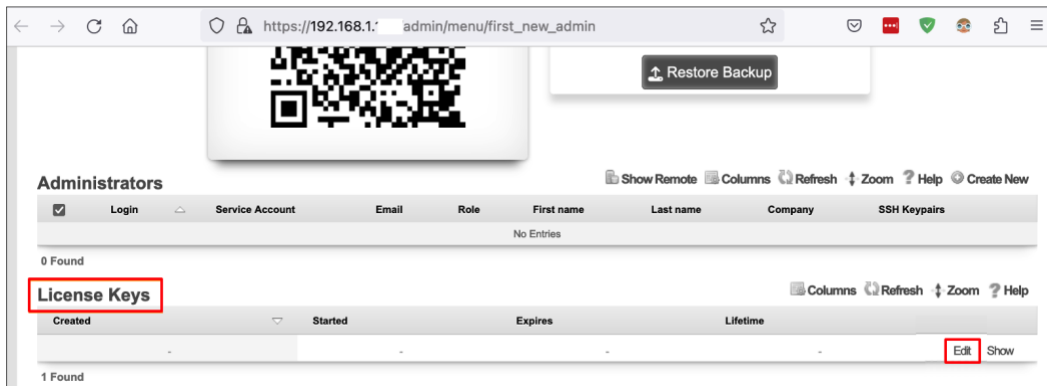 https://192.168.1. admin/menu/first_new_admin
Restore Backup
Administrators
Show Remote Columns Refresh Zoom ? Help Create New
Login Service Account Email Role First name Last name Company SSH Keypairs
No Entries
0 Found
License Keys
Columns Refresh Zoom ? Help
Created Started Expires Lifetime
- - - - Edit Show
1 Found